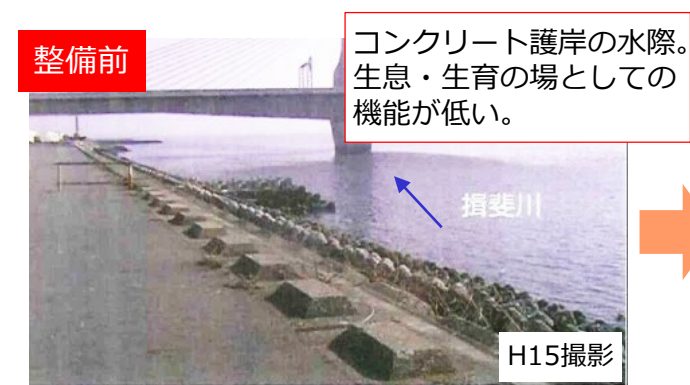 整備前
コンクリート護岸の水際。
生息・生育の場としての
機能が低い。
揖斐川
H15撮影